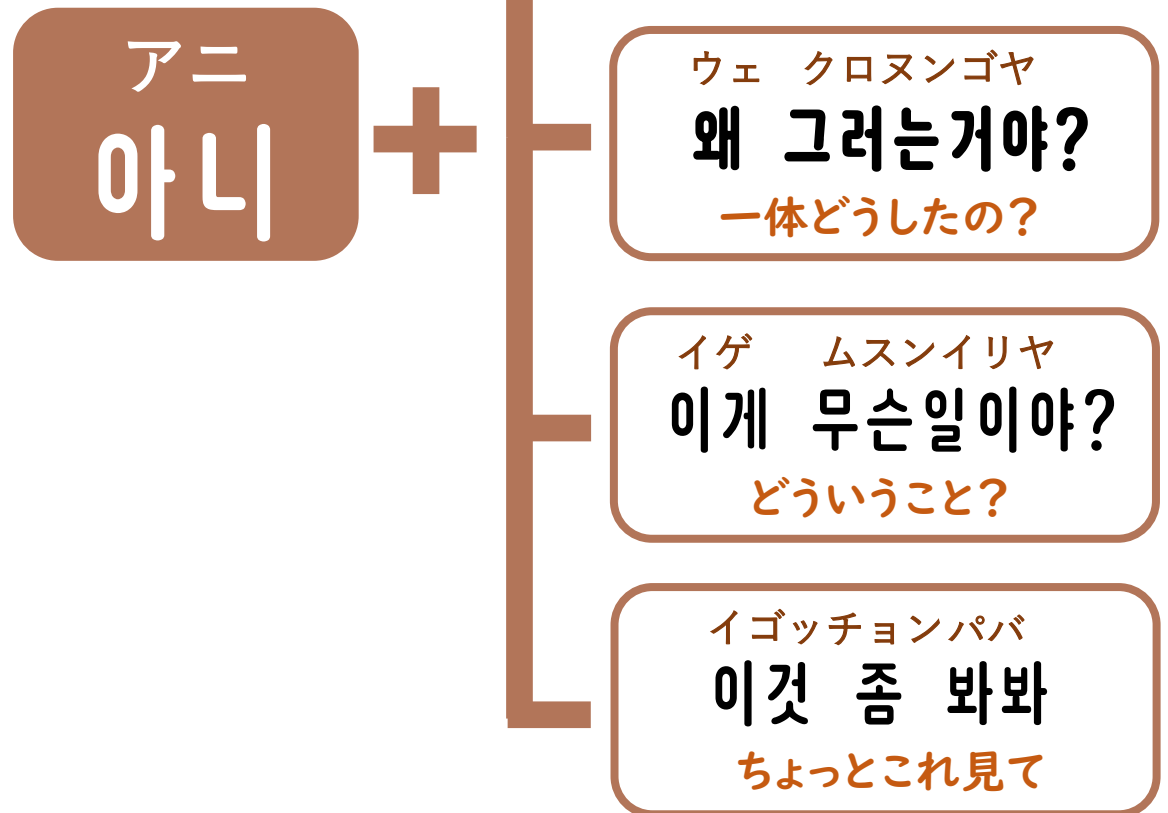 アニ
아니
ウェ クロヌンゴヤ
왜 그러는거야?
一体どうしたの？
イゲ ムスンイリヤ
이게 무슨일이야?
どういうこと？
イゴッチョンパバ
이것 좀 봐봐
ちょっとこれ見て